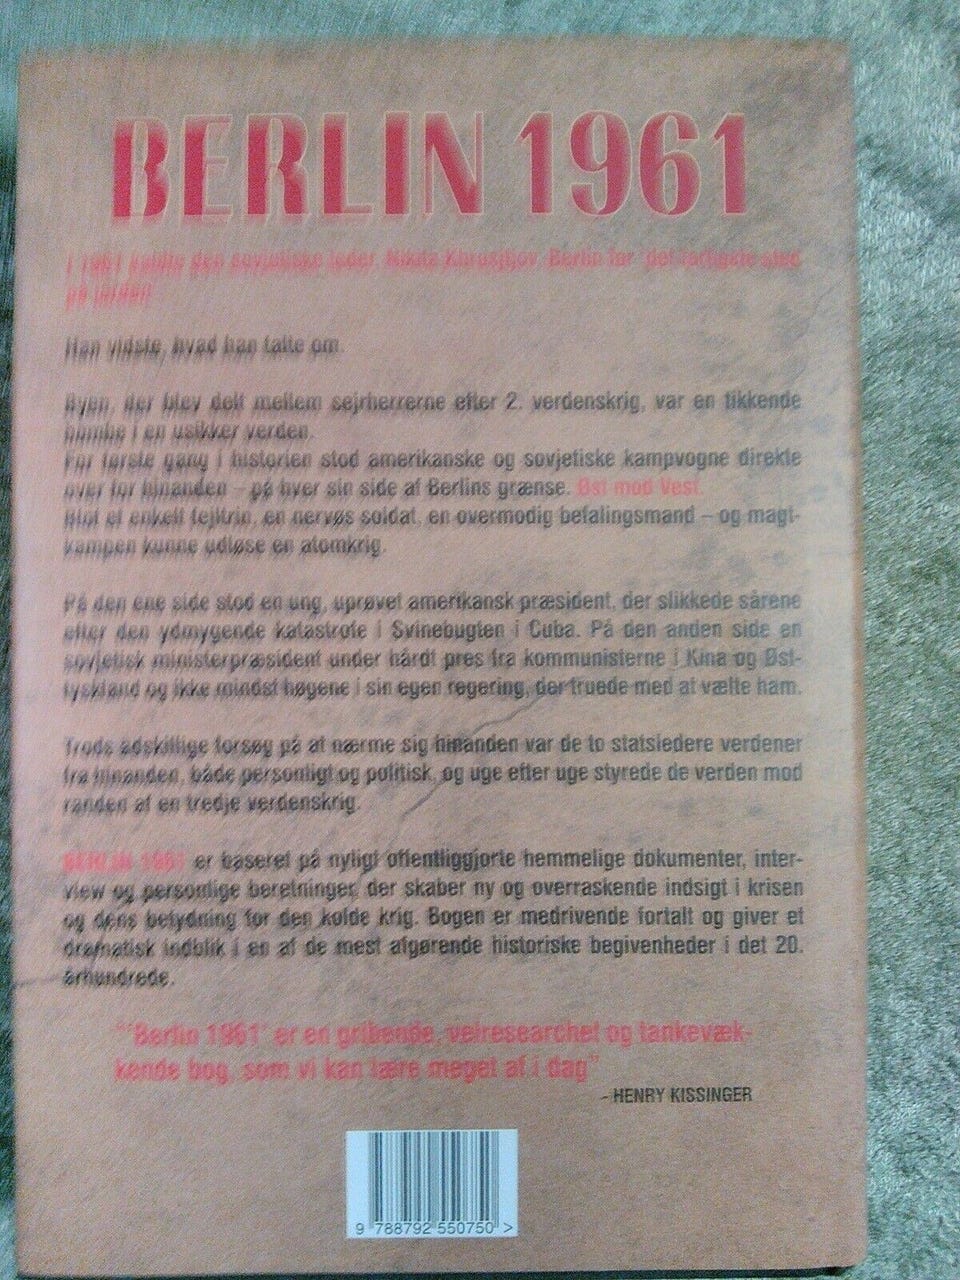 BERLIN 1961
I 1961 kaldte den sovjetiske leder, Nikita Khrusjtjov, Berlin for 'det farligste sted
på jorden'
Han vidste, hvad han talte om.
Byen, der blev delt mellem sejrherrerne efter 2. verdenskrig, var en tikkende
bombe i en usikker verden.
For første gang i historien stod amerikanske og sovjetiske kampvogne direkte
over for hinanden – på hver sin side af Berlins grænse. Øst mod Vest.
Blot et enkelt fejltrin, en nervøs soldat, en overmodig befalingsmand – og magt-
kampen kunne udløse en atomkrig.
På den ene side stod en ung, uprøvet amerikansk præsident, der slikkede sårene
efter den ydmygende katastrofe i Svinebugten i Cuba. På den anden side en
sovjetisk ministerpræsident under hårdt pres fra kommunisterne i Kina og Øst-
tyskland og ikke mindst høgene i sin egen regering, der truede med at vælte ham.
Trods adskillige forsøg på at nærme sig hinanden var de to statsledere verdener
fra hinanden, både personligt og politisk, og uge efter uge styrede de verden mod
randen af en tredje verdenskrig.
BERLIN 1961 er baseret på nyligt offentliggjorte hemmelige dokumenter, inter-
view og personlige beretninger, der skaber ny og overraskende indsigt i krisen
og dens betydning for den kolde krig. Bogen er medrivende fortalt og giver et
dramatisk indblik i en af de mest afgørende historiske begivenheder i det 20.
århundrede.
"'Berlin 1961' er en gribende, velresearchet og tankevæk-
kende bog, som vi kan lære meget af i dag"
- HENRY KISSINGER
9 788792 550750 >